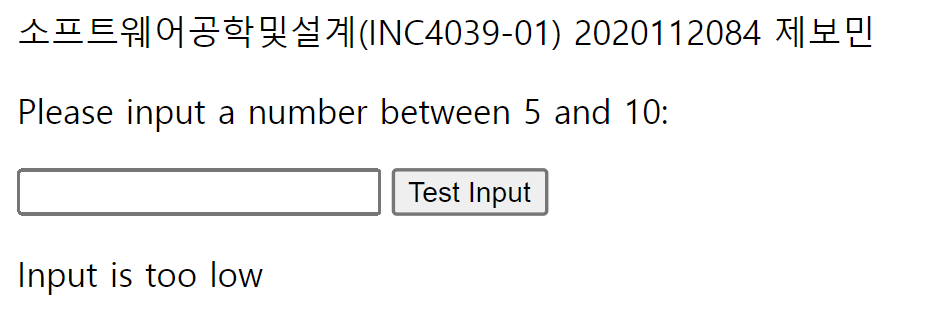 소프트웨어공학및설계(INC4039-01) 2020112084 제보민
Please input a number between 5 and 10:
Test Input
Input is too low